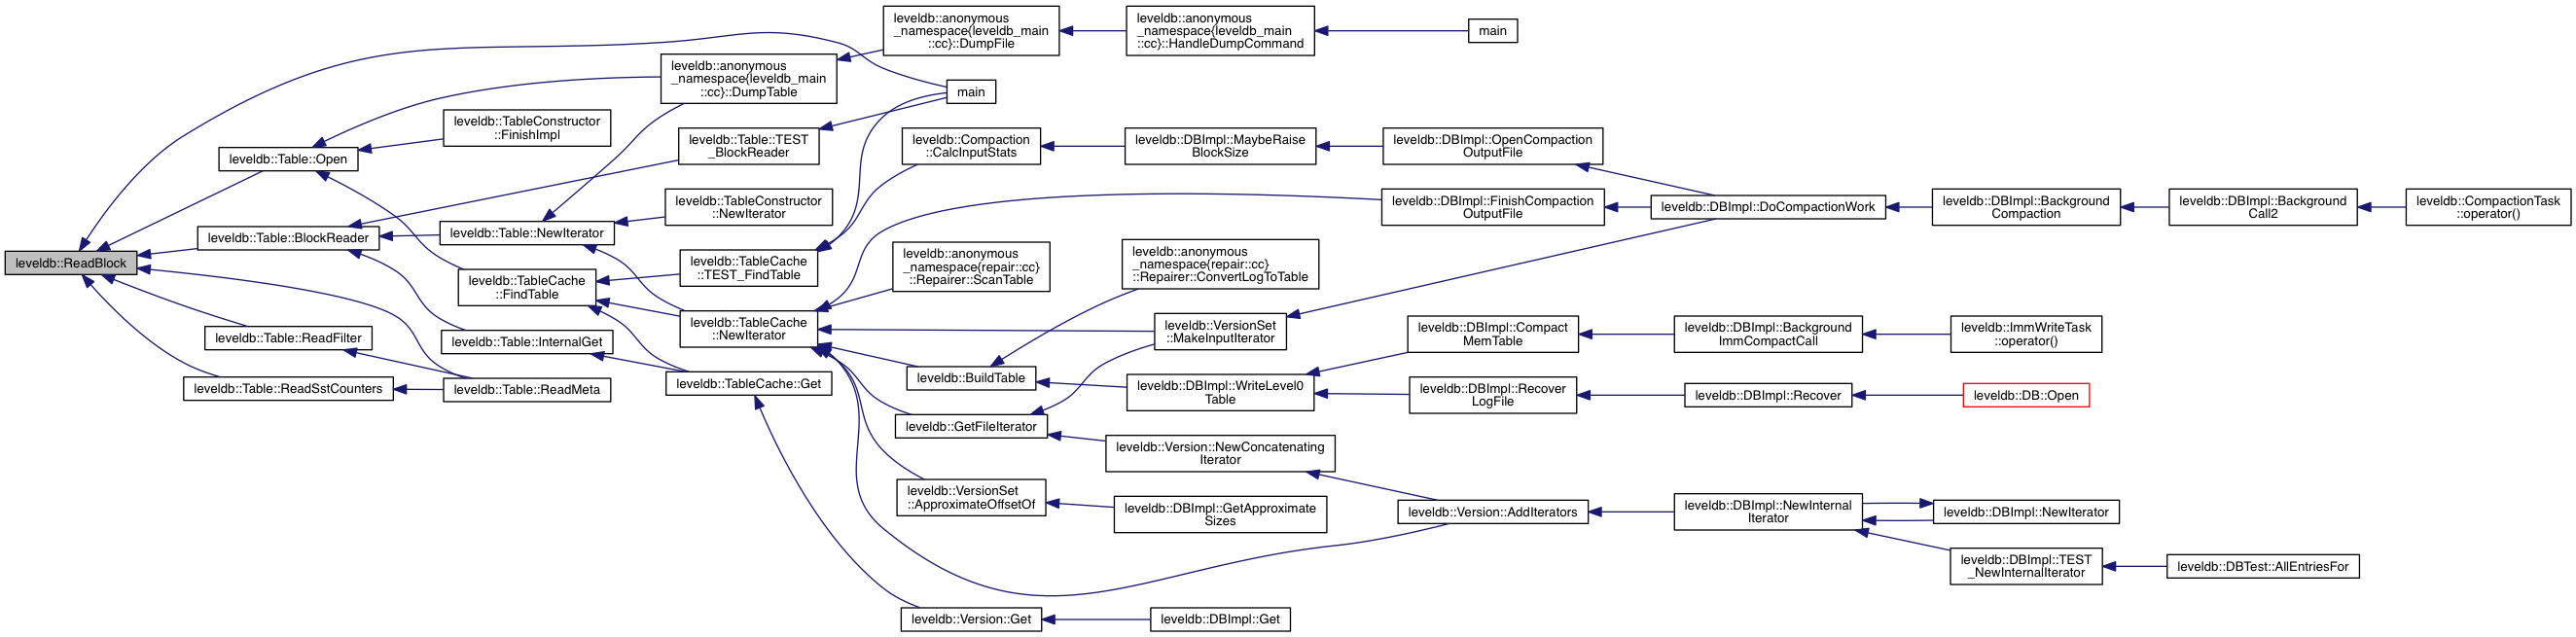 leveldb::ReadBlock
leveldb::Table::Open
leveldb::Table::BlockReader
leveldb::Table::ReadFilter
leveldb::Table::ReadSstCounters
leveldb::TableConstructor
::FinishImpl
leveldb::Table::NewIterator
leveldb::TableCache
::FindTable
leveldb::Table::InternalGet
leveldb::Table::ReadMeta
leveldb::anonymous
_namespace{leveldb_main
::cc}::DumpTable
leveldb::Table::TEST
_BlockReader
leveldb::TableConstructor
::NewIterator
leveldb::TableCache
::TEST_FindTable
leveldb::TableCache
::NewIterator
leveldb::TableCache::Get
leveldb::anonymous
_namespace{leveldb_main
::cc}::DumpFile
main
leveldb::Compaction
::CalcInputStats
leveldb::anonymous
_namespace{repair::cc}
::Repairer::ScanTable
leveldb::BuildTable
leveldb::GetFileIterator
leveldb::VersionSet
::ApproximateOffsetOf
leveldb::Version::Get
leveldb::anonymous
_namespace{leveldb_main
::cc}::HandleDumpCommand
leveldb::DBImpl::MaybeRaise
BlockSize
leveldb::anonymous
_namespace{repair::cc}
::Repairer::ConvertLogToTable
leveldb::VersionSet
::MakeInputIterator
leveldb::DBImpl::WriteLevel0
Table
leveldb::Version::NewConcatenating
Iterator
leveldb::DBImpl::GetApproximate
Sizes
leveldb::DBImpl::Get
main
leveldb::DBImpl::OpenCompaction
OutputFile
leveldb::DBImpl::FinishCompaction
OutputFile
leveldb::DBImpl::Compact
MemTable
leveldb::DBImpl::Recover
LogFile
leveldb::Version::AddIterators
leveldb::DBImpl::DoCompactionWork
leveldb::DBImpl::Background
ImmCompactCall
leveldb::DBImpl::Recover
leveldb::DBImpl::NewInternal
Iterator
leveldb::DBImpl::Background
Compaction
leveldb::ImmWriteTask
::operator()
leveldb::DB::Open
leveldb::DBImpl::NewIterator
leveldb::DBImpl::TEST
_NewInternalIterator
leveldb::DBImpl::Background
Call2
leveldb::DBTest::AllEntriesFor
leveldb::CompactionTask
::operator()